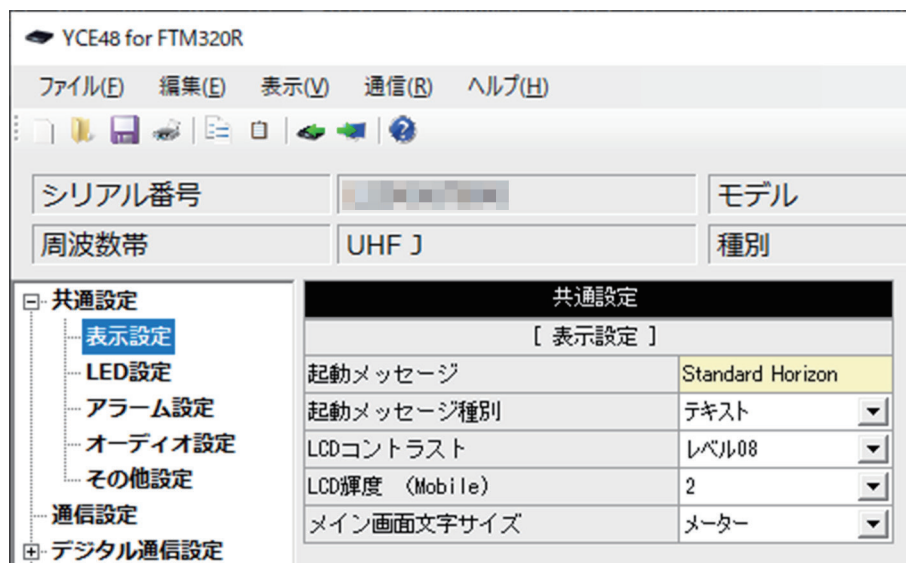 YCE48 for FTM320R
ファイル(F) 編集(E) 表示(V) 通信(R) ヘルプ(H)
シリアル番号 モデル
周波数帯 UHF J 種別
共通設定
表示設定
LED設定
アラーム設定
オーディオ設定
その他設定
通信設定
デジタル通信設定
共通設定
[ 表示設定 ]
起動メッセージ Standard Horizon
起動メッセージ種別 テキスト
LCDコントラスト レベル08
LCD輝度 (Mobile) 2
メイン画面文字サイズ メーター